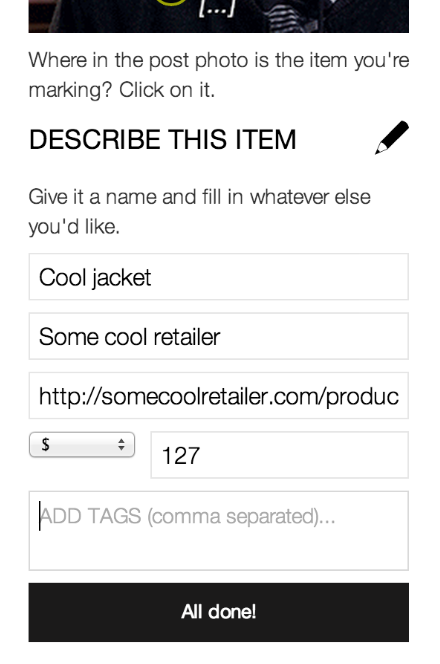 [...]
Where in the post photo is the item you're
marking? Click on it.
DESCRIBE THIS ITEM
Give it a name and fill in whatever else
you'd like.
Cool jacket
Some cool retailer
http://somecoolretailer.com/produc
$
127
ADD TAGS (comma separated)...
All done!